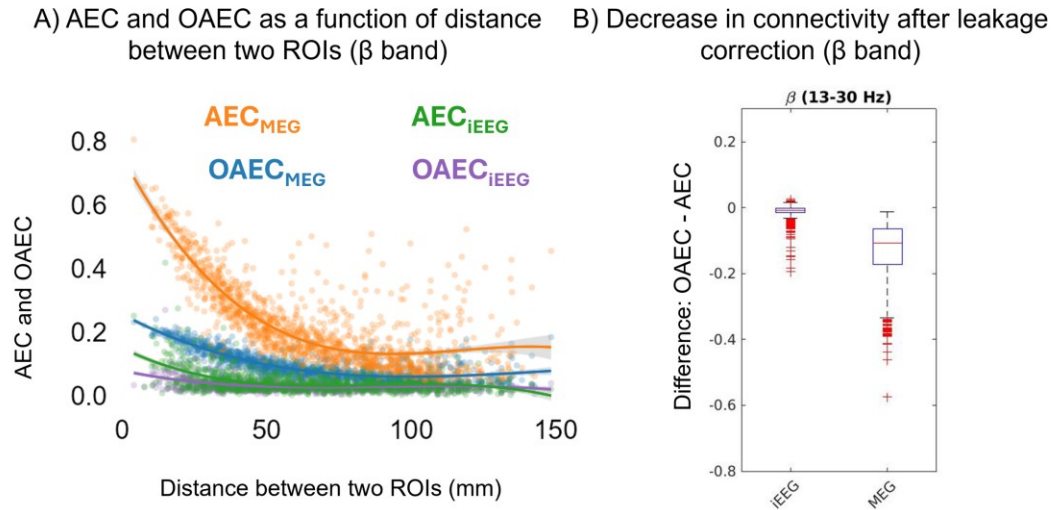 A) AEC and OAEC as a function of distance
between two ROIs (β band)
AEC_MEG
AEC_iEEG
OAEC_MEG
OAEC_iEEG
AEC and OAEC
0.8
0.6
0.4
0.2
0.0
0
50
100
150
Distance between two ROIs (mm)
B) Decrease in connectivity after leakage
correction (β band)
β (13-30 Hz)
Difference: OAEC - AEC
0.2
0
-0.2
-0.4
-0.6
-0.8
iEEG
MEG